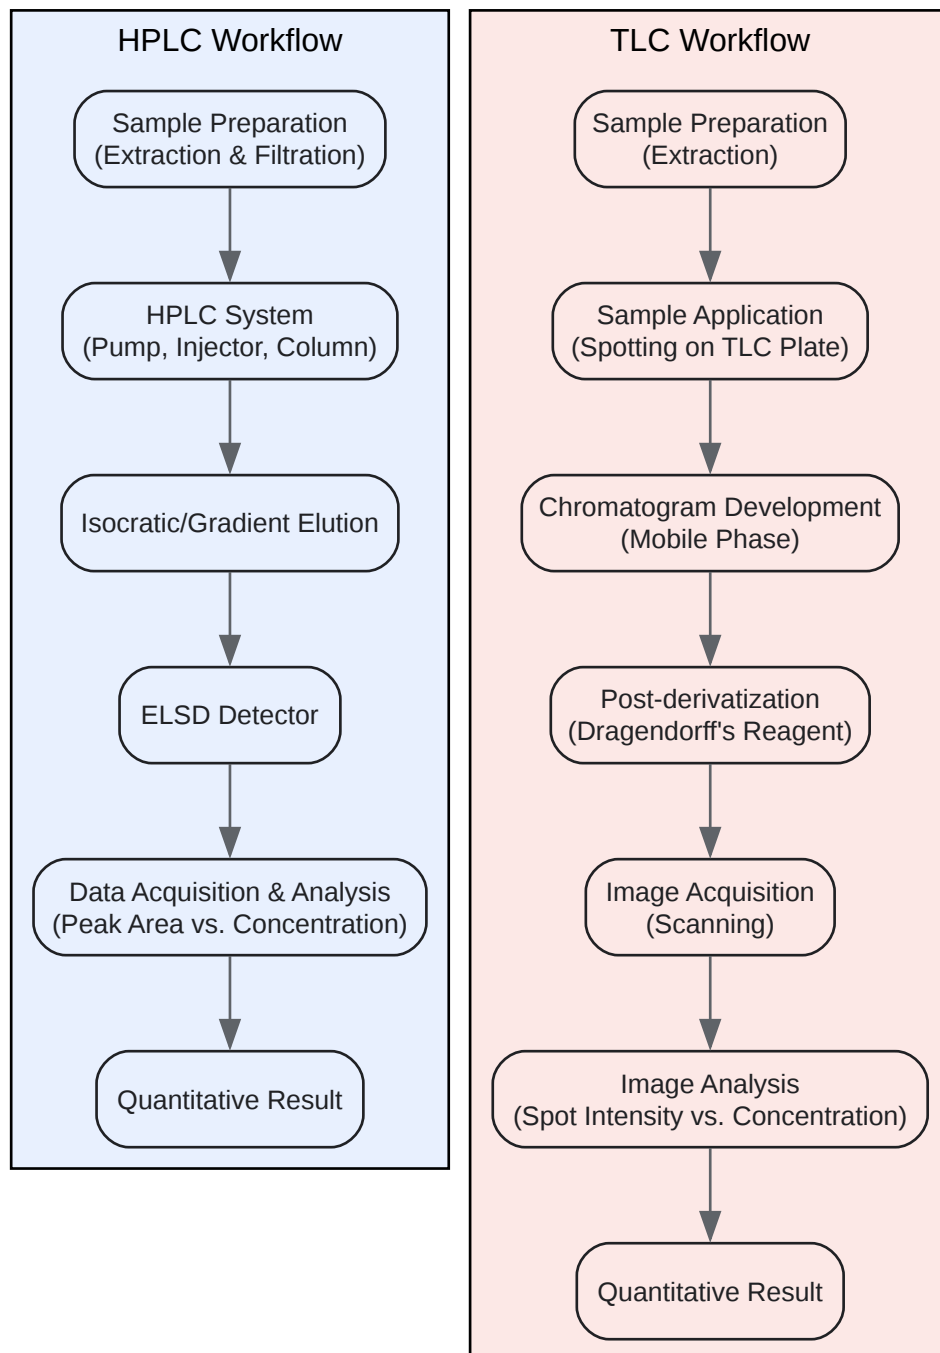 HPLC Workflow
Sample Preparation
(Extraction & Filtration)
HPLC System
(Pump, Injector, Column)
Isocratic/Gradient Elution
ELSD Detector
Data Acquisition & Analysis
(Peak Area vs. Concentration)
Quantitative Result
TLC Workflow
Sample Preparation
(Extraction)
Sample Application
(Spotting on TLC Plate)
Chromatogram Development
(Mobile Phase)
Post-derivatization
(Dragendorff's Reagent)
Image Acquisition
(Scanning)
Image Analysis
(Spot Intensity vs. Concentration)
Quantitative Result